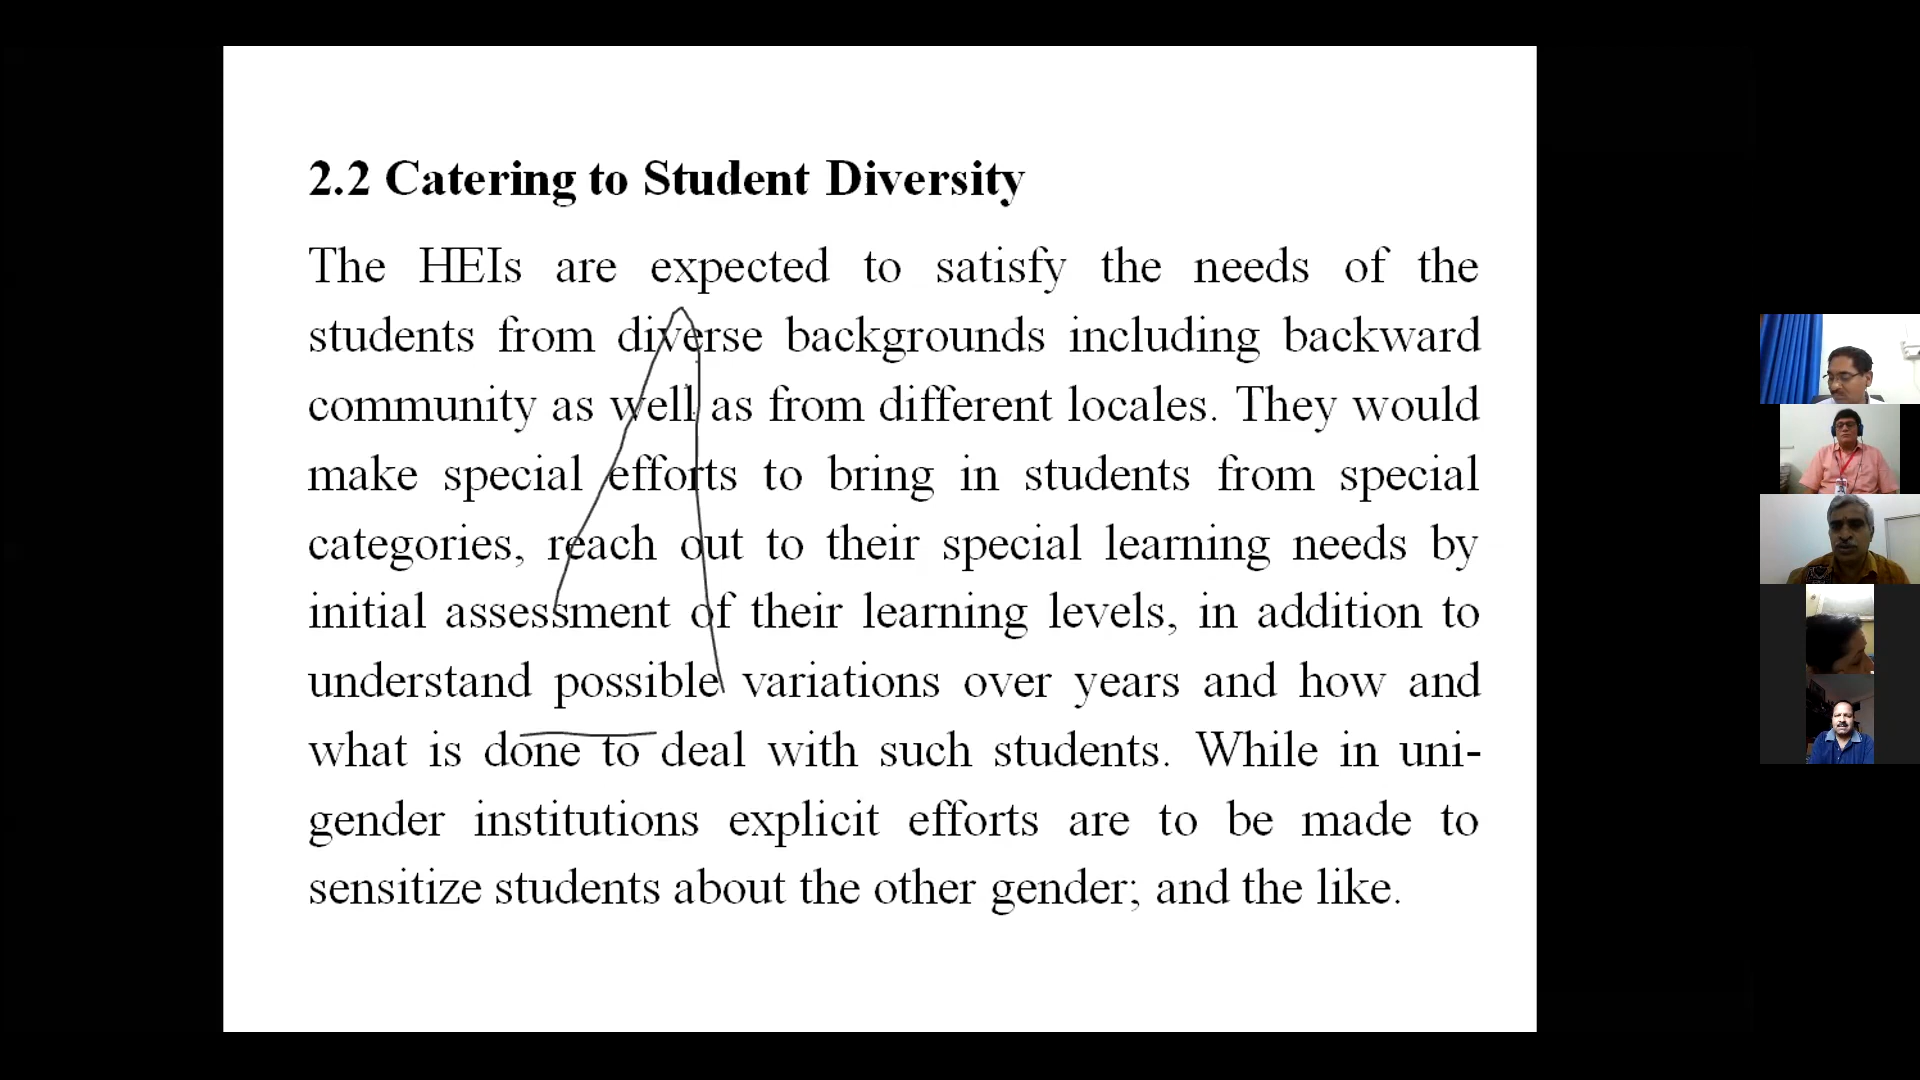 2.2 Catering to Student Diversity
The HEIs are expected to satisfy the needs of the
students from diverse backgrounds including backward
community as well as from different locales. They would
make special efforts to bring in students from special
categories, reach out to their special learning needs by
initial assessment of their learning levels, in addition to
understand possible variations over years and how and
what is done to deal with such students. While in uni-
gender institutions explicit efforts are to be made to
sensitize students about the other gender; and the like.